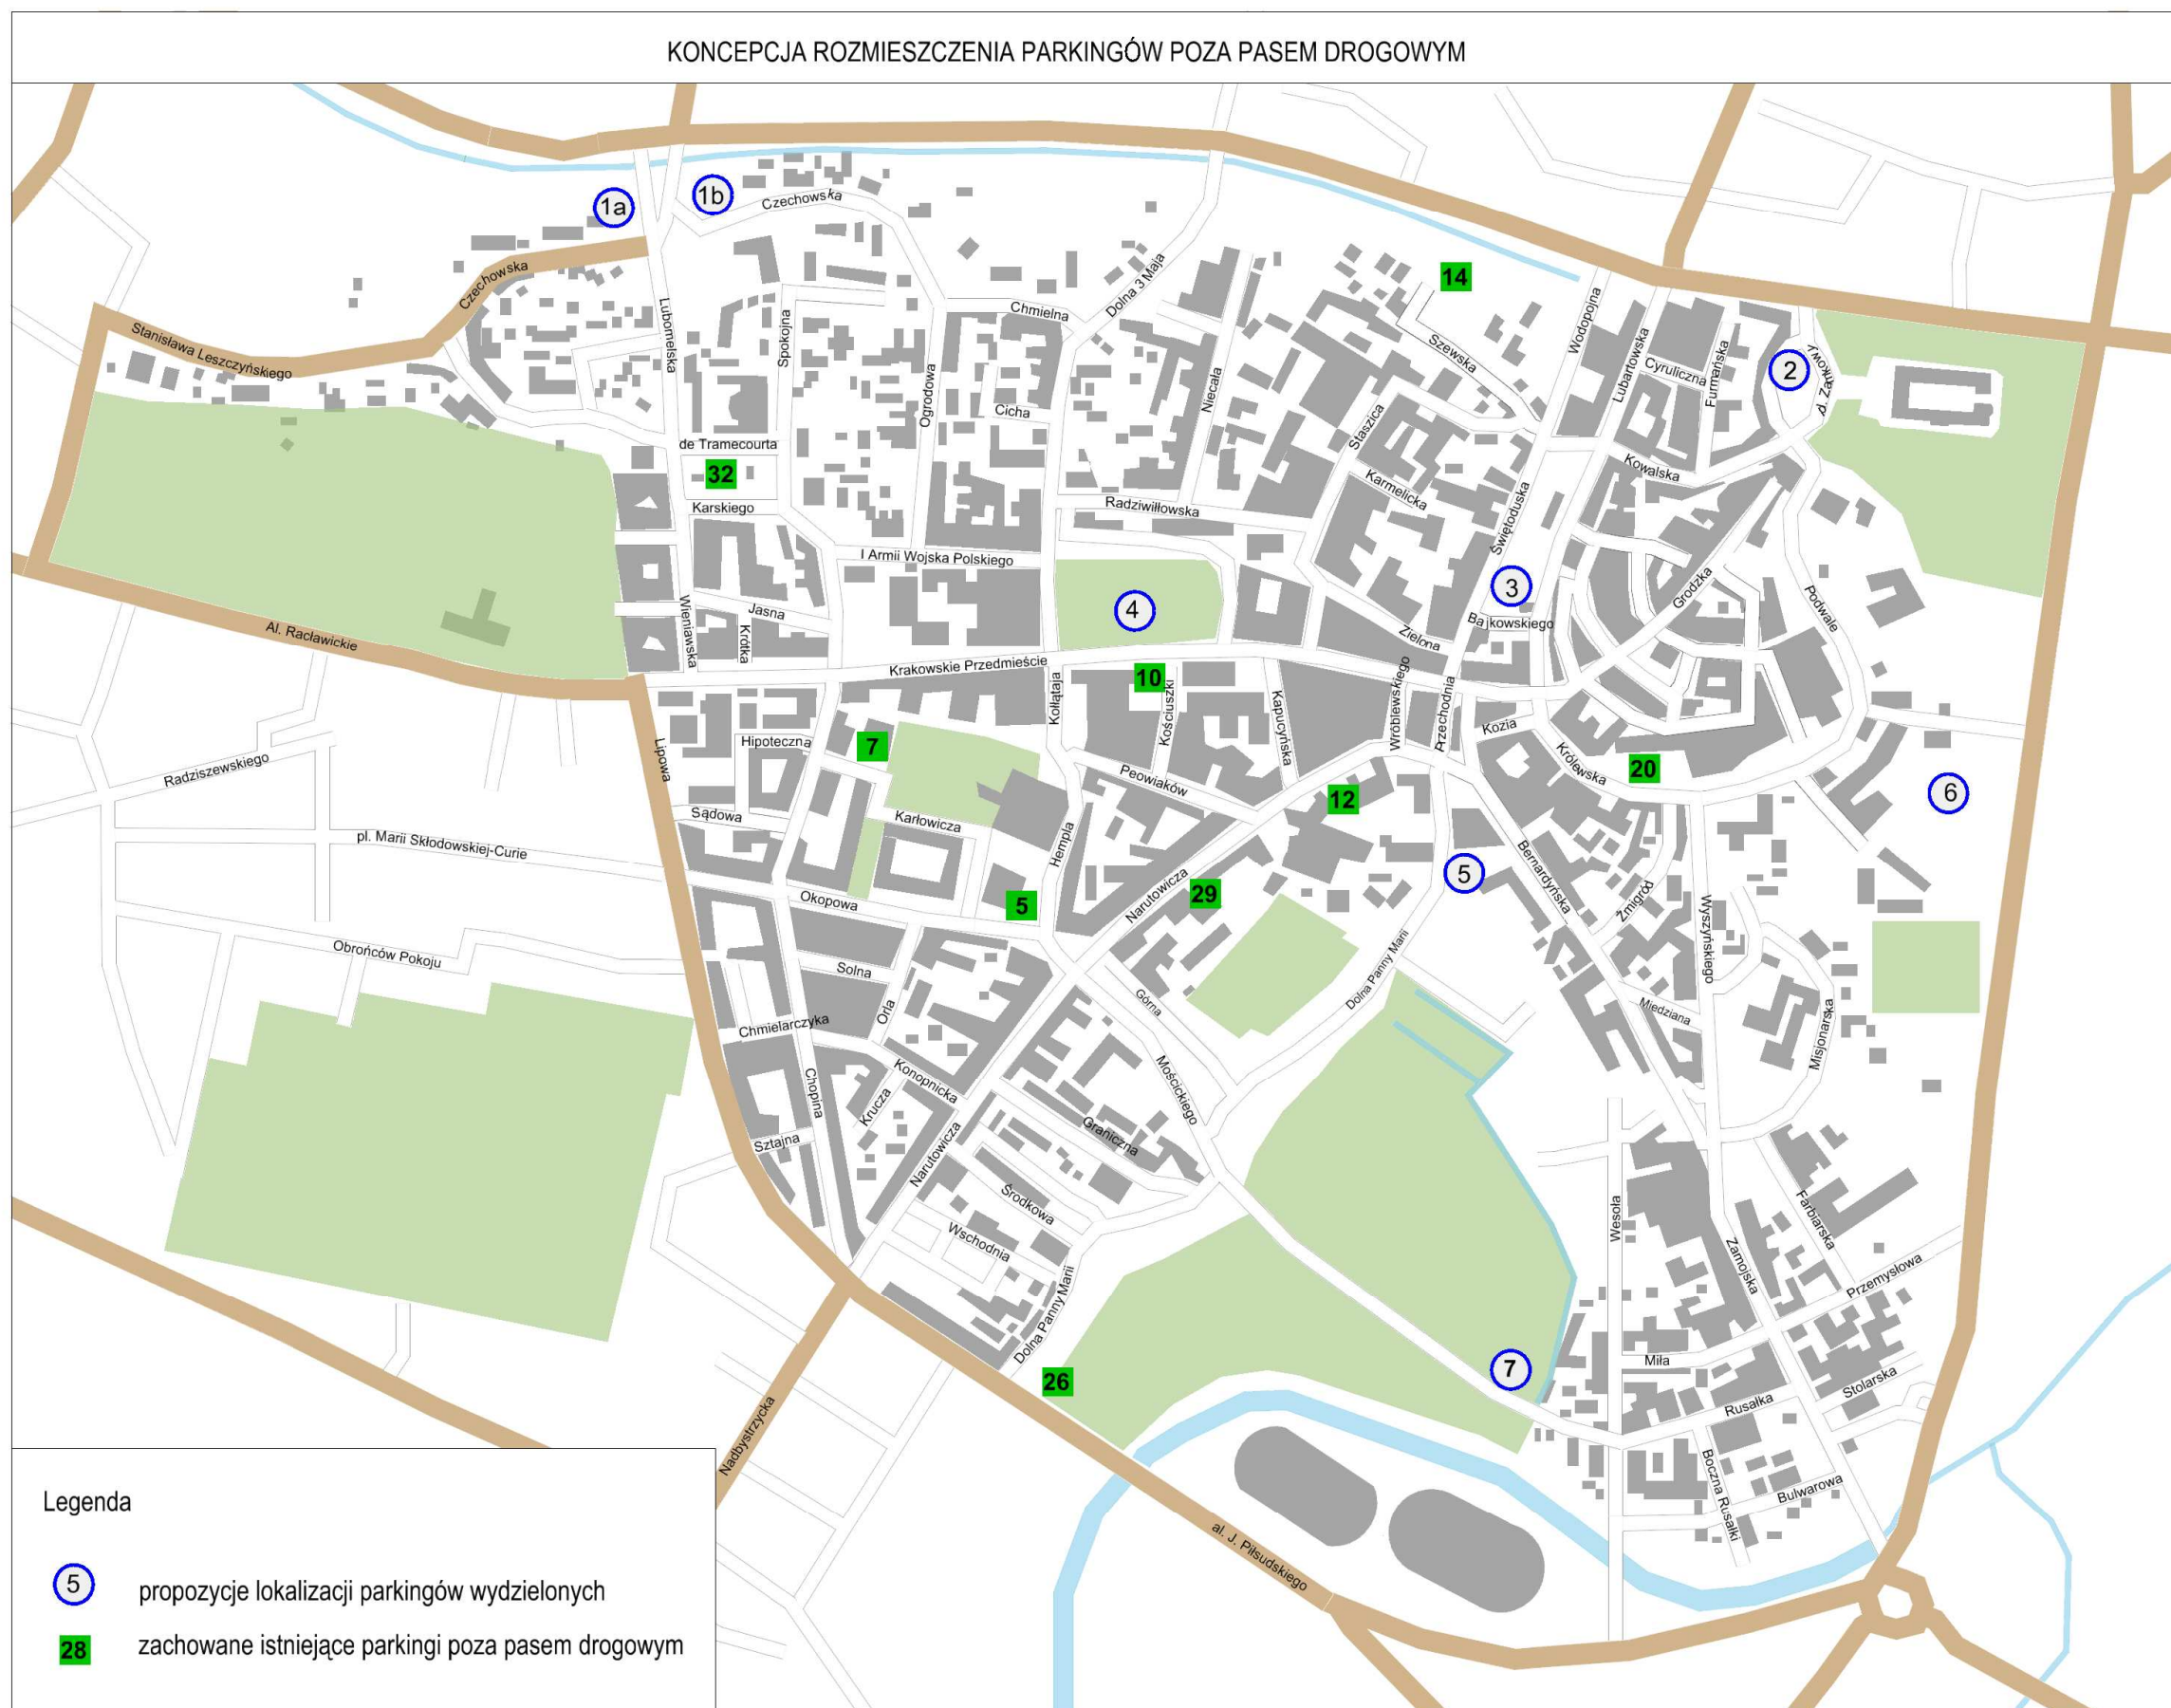 KONCEPCJA ROZMIESZCZENIA PARKINGÓW POZA PASEM DROGOWYM
1a
1b
Czechowska
Czechowska
Stanisława Leszczyńskiego
Lubomelska
Spokojna
Ogrodowa
Chmielna
Dolna 3 Maja
Cicha
Niecała
14
Szewska
Wodopojna
Lubartowska
Cyruliczna
Furmańska
2
pl. Zamkowy
de Tramecourta
32
Karskiego
Radziwiłłowska
Staszica
Karmelicka
Świętoduska
Kowalska
I Armii Wojska Polskiego
Jasna
Krótka
Wieniawska
Al. Racławickie
4
3
Bajkowskiego
Zielona
Grodzka
Podwale
Krakowskie Przedmieście
10
Kołłątaja
Kościuszki
Kapucyńska
Wróblewskiego
Przechodnia
Kozia
Królewska
20
6
Radziszewskiego
Lipowa
Hipoteczna
7
Peowiaków
12
Sądowa
Karłowicza
Hempla
pl. Marii Skłodowskiej-Curie
Narutowicza
29
5
Bernardyńska
Żmigród
Wyszyńskiego
Okopowa
5
Obrońców Pokoju
Solna
Orla
Górna
Dolna Panny Marii
Miedziana
Misjonarska
Chmielarczyka
Chopina
Konopnicka
Krucza
Mościckiego
Graniczna
Sztajna
Narutowicza
Środkowa
Wschodnia
Wesoła
Zamojska
Farbiarska
Przemysłowa
Dolna Panny Marii
26
7
Miła
Rusałka
Stolarska
Boczna Rusałki
Bulwarowa
Nadbystrzycka
al. J. Piłsudskiego
Legenda
5
propozycje lokalizacji parkingów wydzielonych
28
zachowane istniejące parkingi poza pasem drogowym